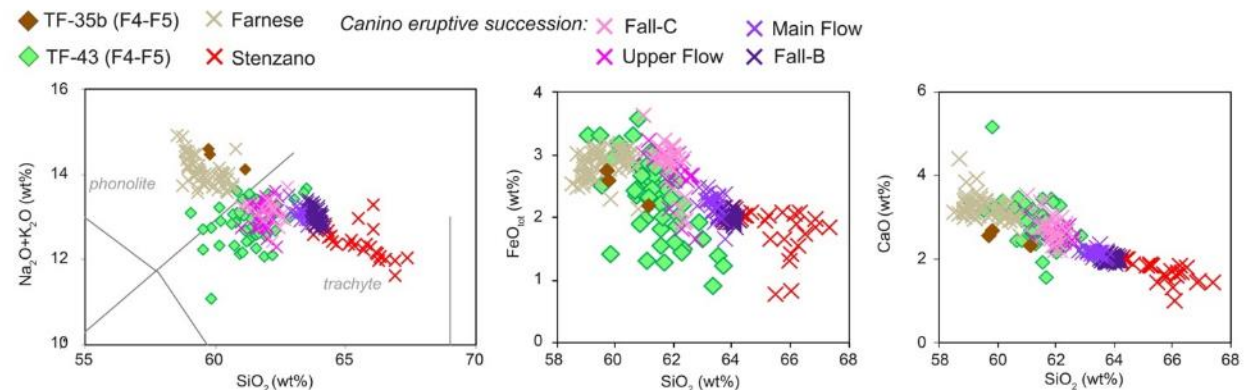 TF-35b (F4-F5) Farnese Canino eruptive succession: Fall-C Main Flow
TF-43 (F4-F5) Stenzano Upper Flow Fall-B
16
14
12
10
Na2O+K2O (wt%)
phonolite
trachyte
55 60 65 70
SiO2 (wt%)
4
3
2
1
0
FeOtot (wt%)
60 62 64 66 68
SiO2 (wt%)
6
4
2
0
CaO (wt%)
60 62 64 66 68
SiO2 (wt%)